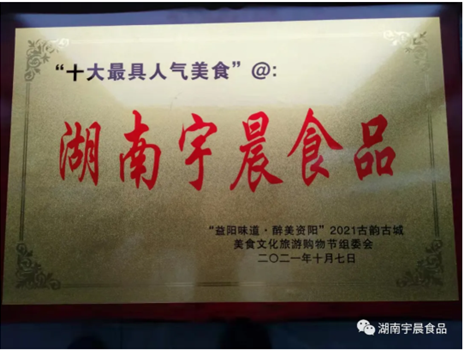 “十大最具人气美食”@:
湖南宇晨食品
“益阳味道·醉美资阳”2021古韵古城
美食文化旅游购物节组委会
二〇二一年十月七日
湖南宇晨食品